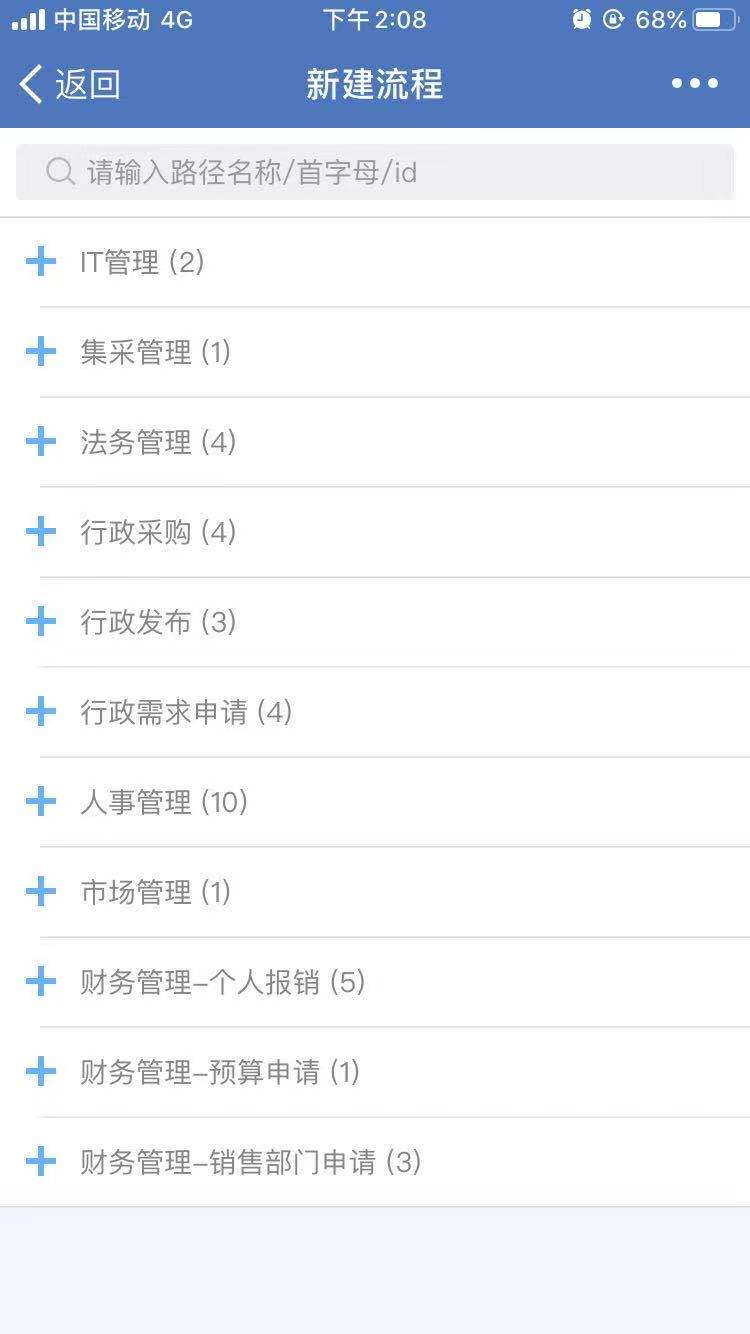 中国移动 4G 下午2:08 68%
返回 新建流程
请输入路径名称/首字母/id
IT管理 (2)
集采管理 (1)
法务管理 (4)
行政采购 (4)
行政发布 (3)
行政需求申请 (4)
人事管理 (10)
市场管理 (1)
财务管理-个人报销 (5)
财务管理-预算申请 (1)
财务管理-销售部门申请 (3)